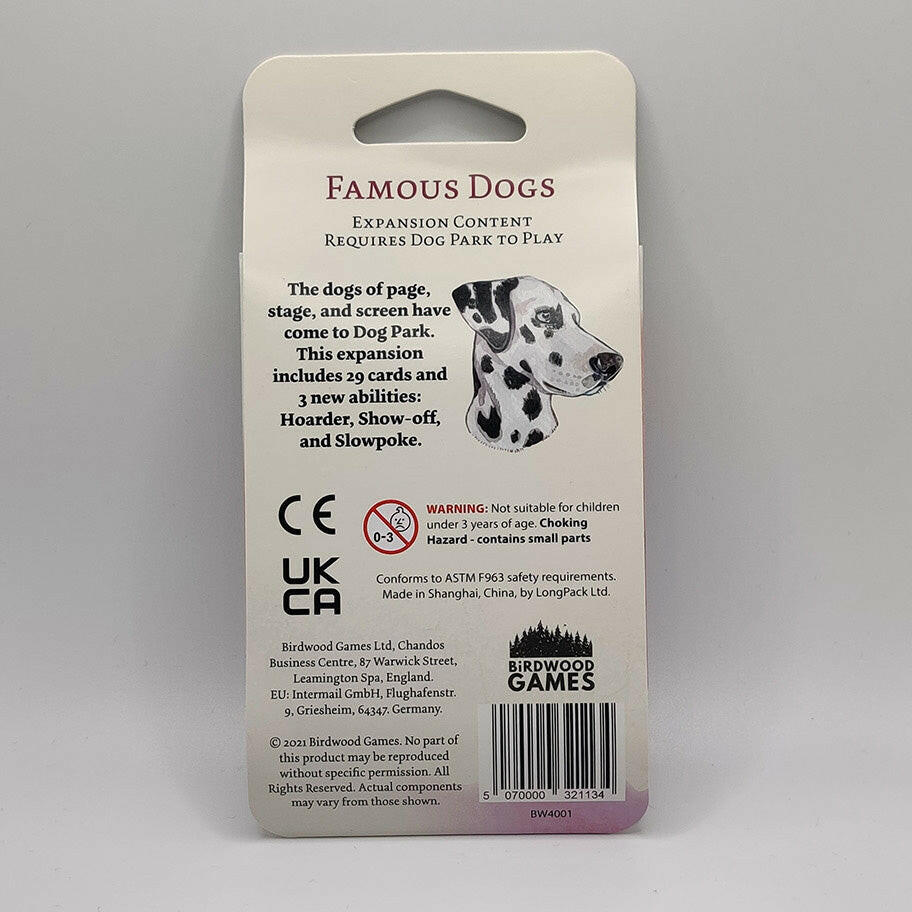 FAMOUS DOGS
EXPANSION CONTENT
REQUIRES DOG PARK TO PLAY
The dogs of page,
stage, and screen have
come to Dog Park.
This expansion
includes 29 cards and
3 new abilities:
Hoarder, Show-off,
and Slowpoke.
CE
0-3
WARNING: Not suitable for children
under 3 years of age. Choking
Hazard - contains small parts
UK
CA
Conforms to ASTM F963 safety requirements.
Made in Shanghai, China, by LongPack Ltd.
Birdwood Games Ltd, Chandos
Business Centre, 87 Warwick Street,
Leamington Spa, England.
EU: Intermail GmbH, Flughafenstr.
9, Griesheim, 64347. Germany.
BiRDWOOD
GAMES
© 2021 Birdwood Games. No part of
this product may be reproduced
without specific permission. All
Rights Reserved. Actual components
may vary from those shown.
5 070000 321134
BW4001